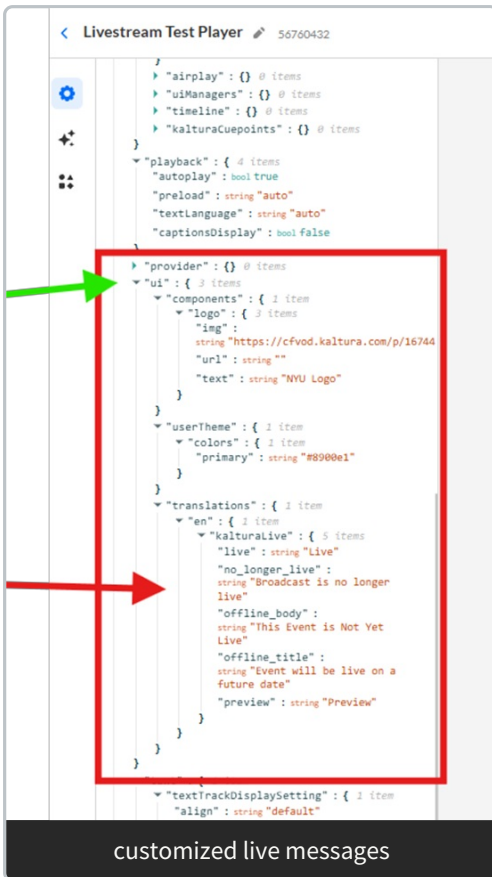 Livestream Test Player 56760432
}
"airplay" : {} 0 items
"uiManagers" : {} 0 items
"timeline" : {} 0 items
"kalturaCuepoints" : {} 0 items
}
"playback" : { 4 items
"autoplay" : bool true
"preload" : string "auto"
"textLanguage" : string "auto"
"captionsDisplay" : bool false
}
"provider" : {} 0 items
"ui" : { 3 items
"components" : { 1 item
"logo" : { 3 items
"img" :
string "https://cfvod.kaltura.com/p/16744
"url" : string ""
"text" : string "NYU Logo"
}
}
"userTheme" : { 1 item
"colors" : { 1 item
"primary" : string "#8900e1"
}
}
"translations" : { 1 item
"en" : { 1 item
"kalturaLive" : { 5 items
"live" : string "Live"
"no_longer_live" :
string "Broadcast is no longer
live"
"offline_body" :
string "This Event is Not Yet
Live"
"offline_title" :
string "Event will be live on a
future date"
"preview" : string "Preview"
}
}
}
}
"textTrackDisplaySetting" : { 1 item
"align" : string "default"
customized live messages